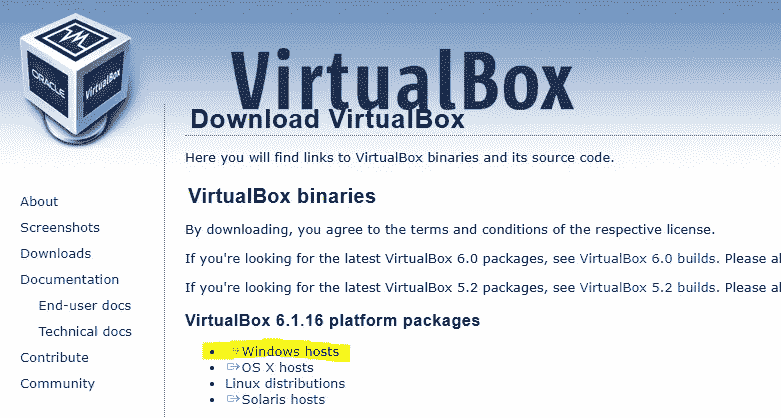 ORACLE
VirtualBox
VirtualBox
Download VirtualBox
Here you will find links to VirtualBox binaries and its source code.
About
Screenshots
Downloads
Documentation
End-user docs
Technical docs
Contribute
Community
VirtualBox binaries
By downloading, you agree to the terms and conditions of the respective license.
If you're looking for the latest VirtualBox 6.0 packages, see VirtualBox 6.0 builds. Please
If you're looking for the latest VirtualBox 5.2 packages, see VirtualBox 5.2 builds. Please
VirtualBox 6.1.16 platform packages
Windows hosts
OS X hosts
Linux distributions
Solaris hosts